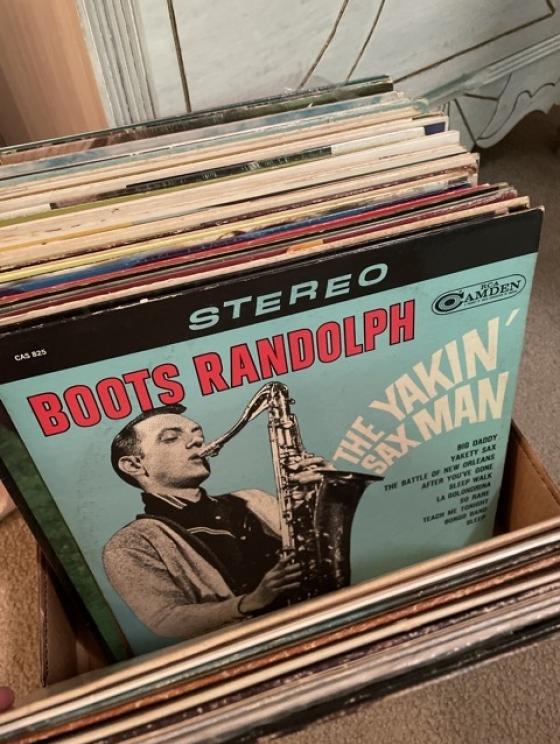 STEREO
RCA
CAMDEN
CAS 825
BOOTS RANDOLPH
THE YAKIN'
SAX MAN
BIG DADDY
YAKETY SAX
THE BATTLE OF NEW ORLEANS
AFTER YOU'VE GONE
SLEEP WALK
LA GOLONDRINA
SO RARE
TEACH ME TONIGHT
BONGO BAND
SLEEP